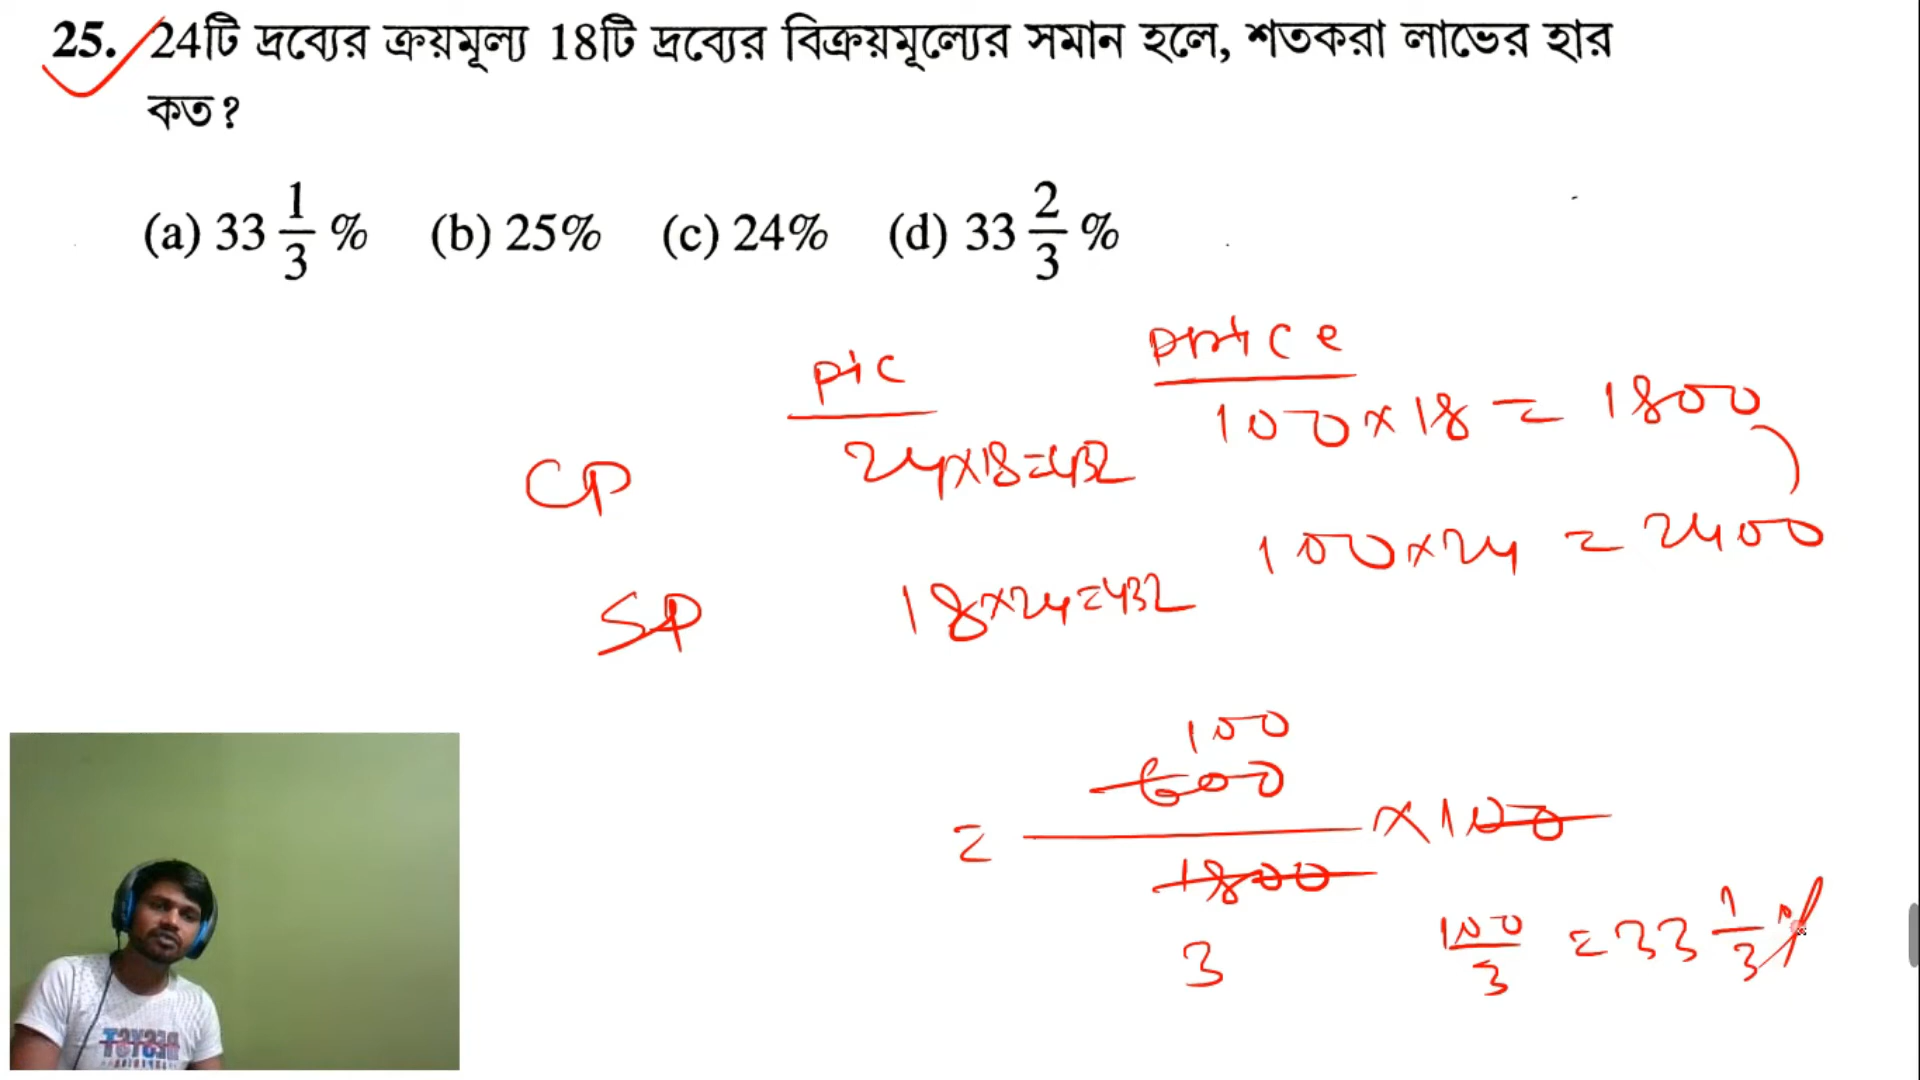 25. 24টি দ্রব্যের ক্রয়মূল্য 18টি দ্রব্যের বিক্রয়মূল্যের সমান হলে, শতকরা লাভের হার
কত?
(a) 33 1/3 % (b) 25% (c) 24% (d) 33 2/3 %
pic price
CP 24×18=432 100×18 = 1800
SP 18×24=432 100×24 = 2400
100
= 600/1800 ×100
3
100/3 = 33 1/3 %